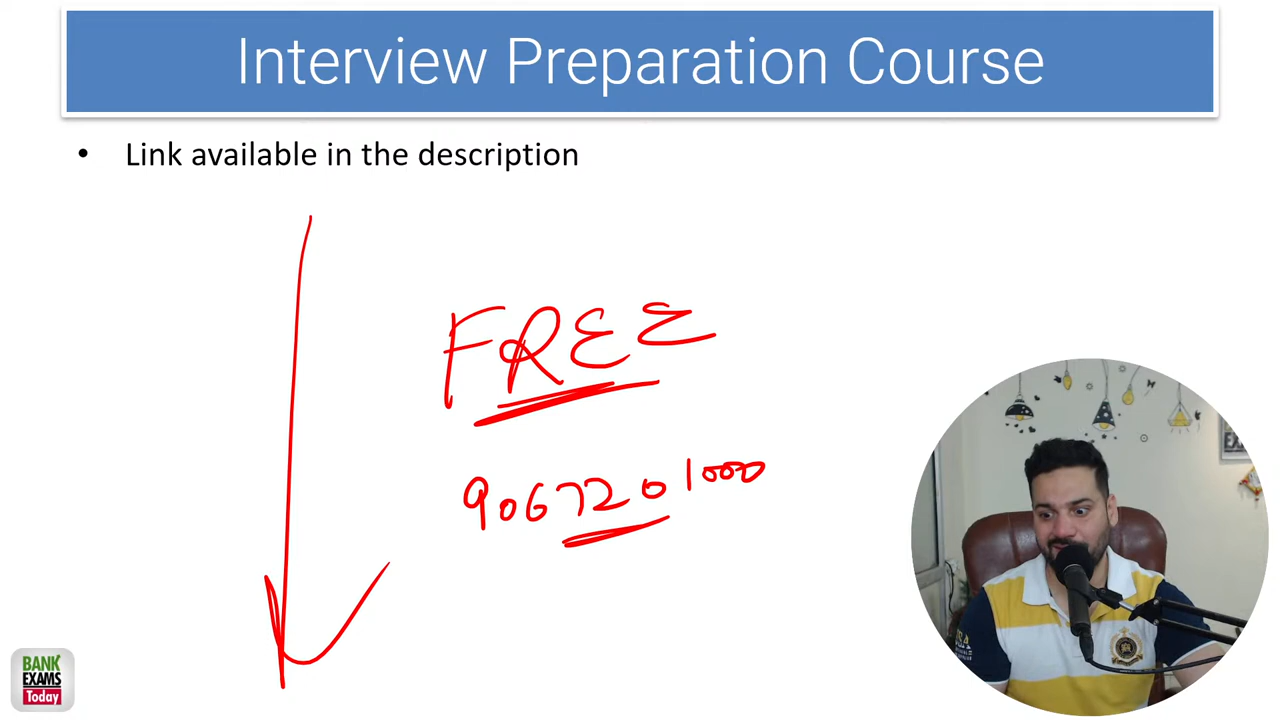 Interview Preparation Course
• Link available in the description
FREE
9067201000
BANK
EXAMS
Today